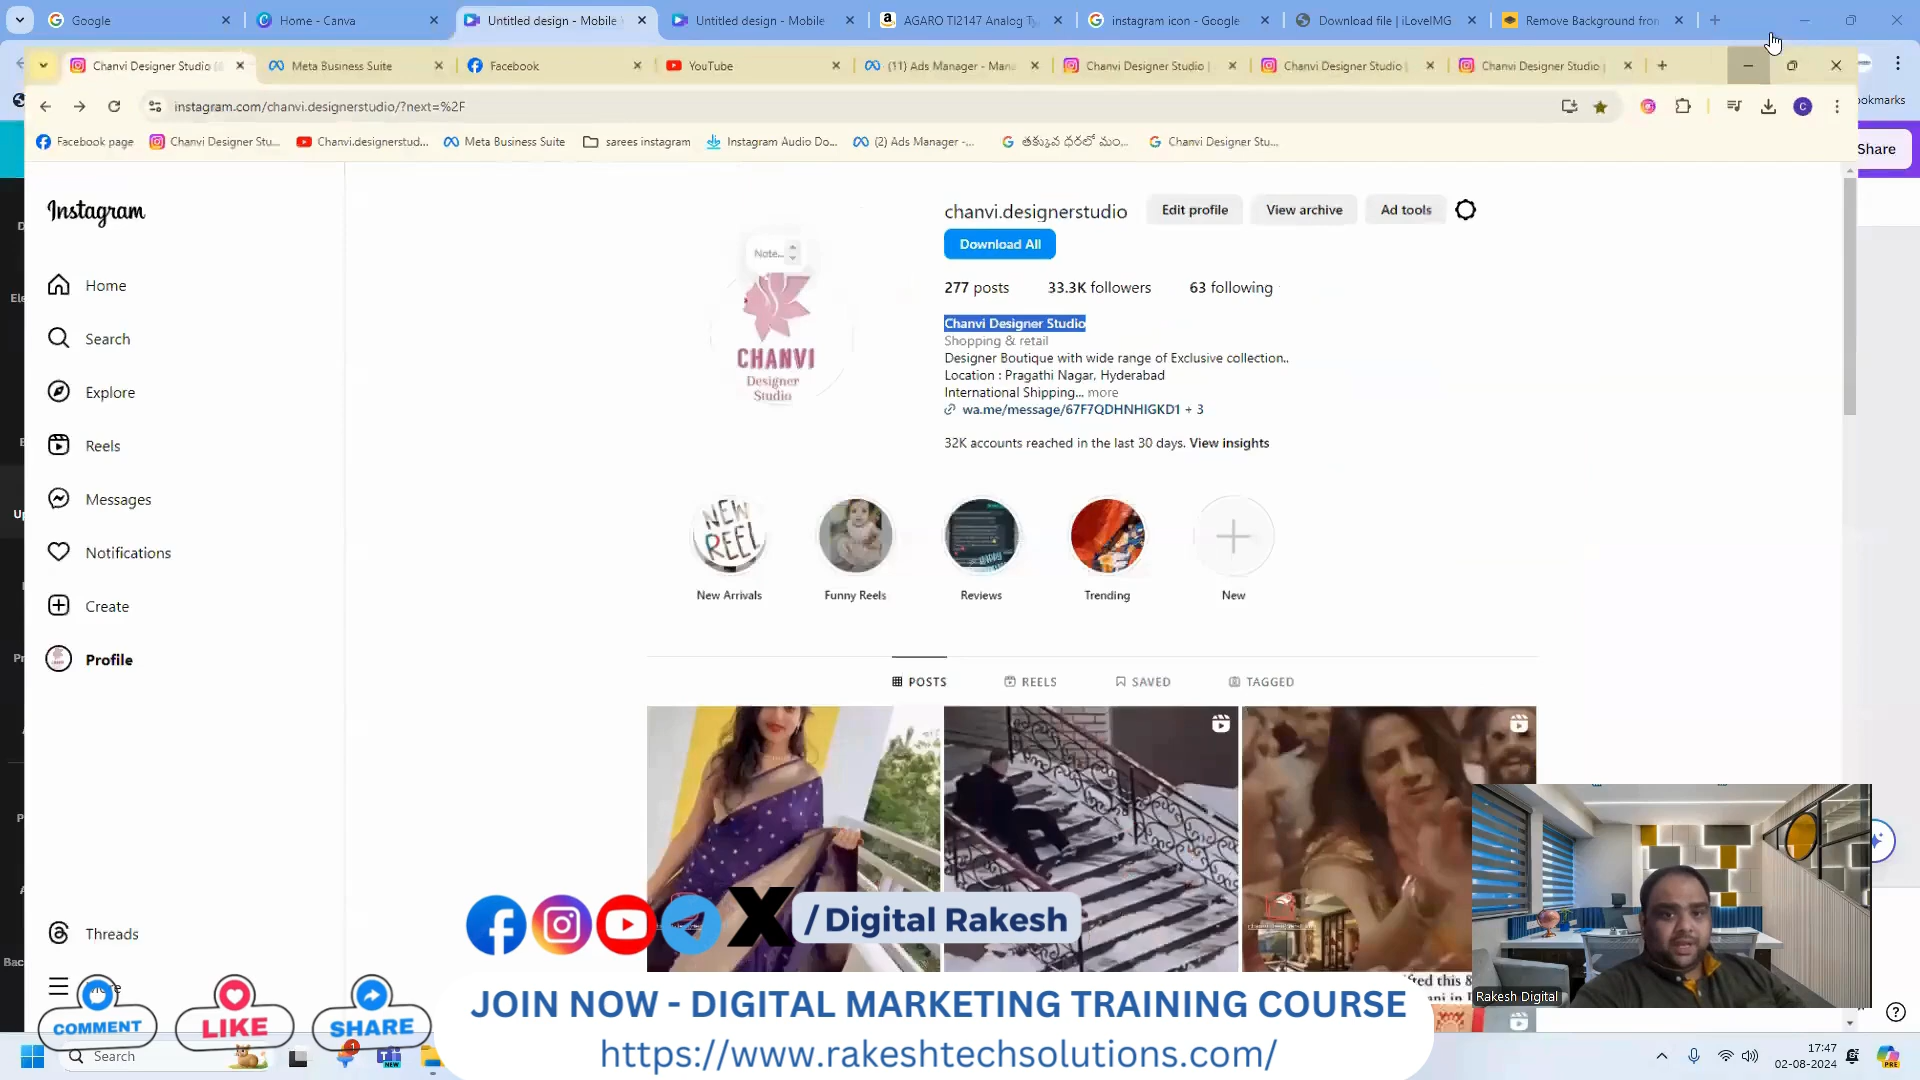 Google
Home - Canva
Untitled design - Mobile
Untitled design - Mobile
AGARO TI2147 Analog Ty
instagram icon - Google
Download file | iLoveIMG
Remove Background from
Chanvi Designer Studio (@
Meta Business Suite
Facebook
YouTube
(11) Ads Manager - Mana
Chanvi Designer Studio |
Chanvi Designer Studio |
Chanvi Designer Studio |
instagram.com/chanvi.designerstudio/?next=%2F
ookmarks
Facebook page
Chanvi Designer Stu...
Chanvi.designerstud...
Meta Business Suite
sarees instagram
Instagram Audio Do...
(2) Ads Manager -...
తక్కువ ధరలో మం...
Chanvi Designer Stu...
Share
Instagram
Home
Search
Explore
Reels
Messages
Notifications
Create
Profile
Threads
More
Note...
CHANVI
Designer
Studio
chanvi.designerstudio
Edit profile
View archive
Ad tools
Download All
277 posts
33.3K followers
63 following
Chanvi Designer Studio
Shopping & retail
Designer Boutique with wide range of Exclusive collection..
Location : Pragathi Nagar, Hyderabad
International Shipping... more
wa.me/message/67F7QDHNHIGKD1 + 3
32K accounts reached in the last 30 days. View insights
NEW
REEL
New Arrivals
Funny Reels
Reviews
Trending
New
POSTS
REELS
SAVED
TAGGED
/ Digital Rakesh
Rakesh Digital
COMMENT
LIKE
SHARE
JOIN NOW - DIGITAL MARKETING TRAINING COURSE
https://www.rakeshtechsolutions.com/
Search
1
NEW
17:47
02-08-2024
PRE